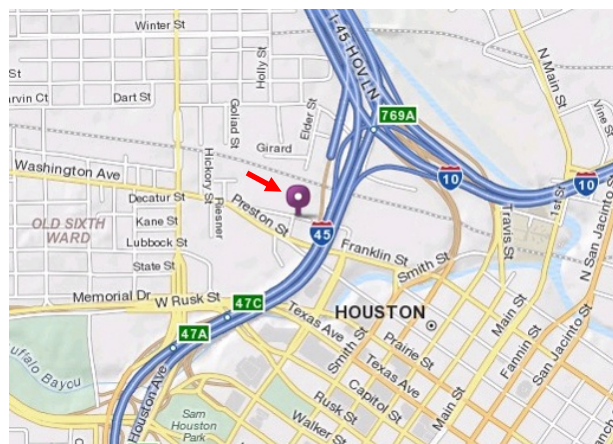 Winter St
I-45 HOV LN
Holly St
N Main St
arvin Ct
Dart St
Goliad St
Elder St
769A
Vine St
Girard
Washington Ave
Hickory St
10
10
1st St
Decatur St
Riesner
Preston St
OLD SIXTH
WARD
Kane St
45
Travis St
N San Jacinto St
Lubbock St
Franklin St
State St
Smith St
Memorial Dr
W Rusk St
47C
Texas Ave
HOUSTON
Main St
47A
Smith St
Prairie St
Fannin St
San Jacinto St
uffalo Bayou
Houston Ave
Texas Ave
Capitol St
Main St
Sam
Houston
Park
Rusk St
Walker St